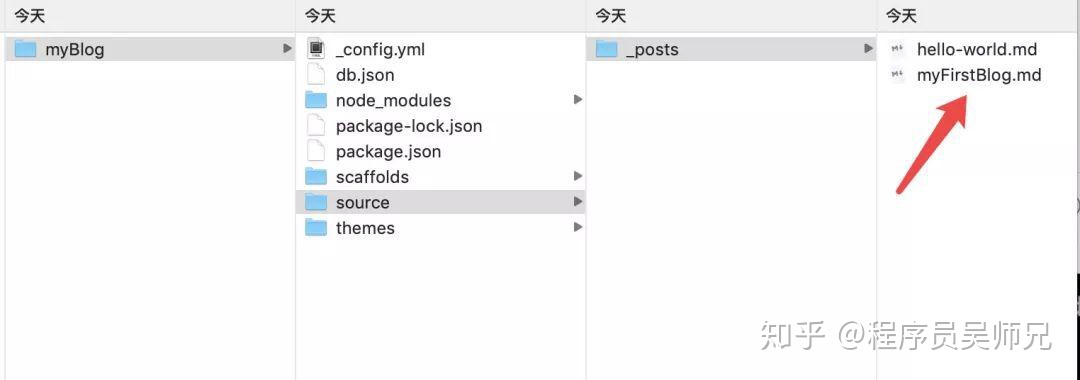 今天
myBlog
今天
_config.yml
db.json
node_modules
package-lock.json
package.json
scaffolds
source
themes
今天
_posts
今天
hello-world.md
myFirstBlog.md
知乎 @程序员吴师兄